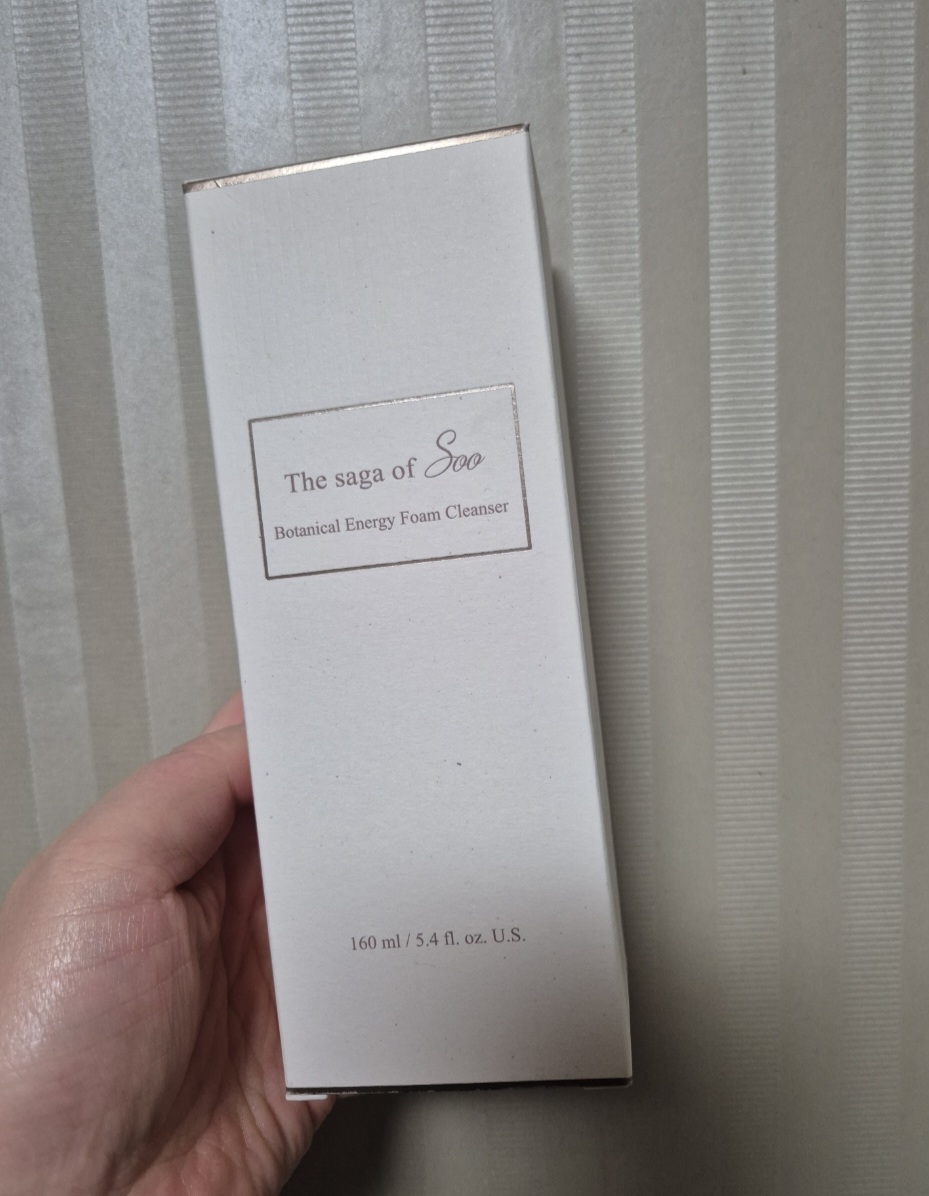 The saga of Soo
Botanical Energy Foam Cleanser
160 ml / 5.4 fl. oz. U.S.